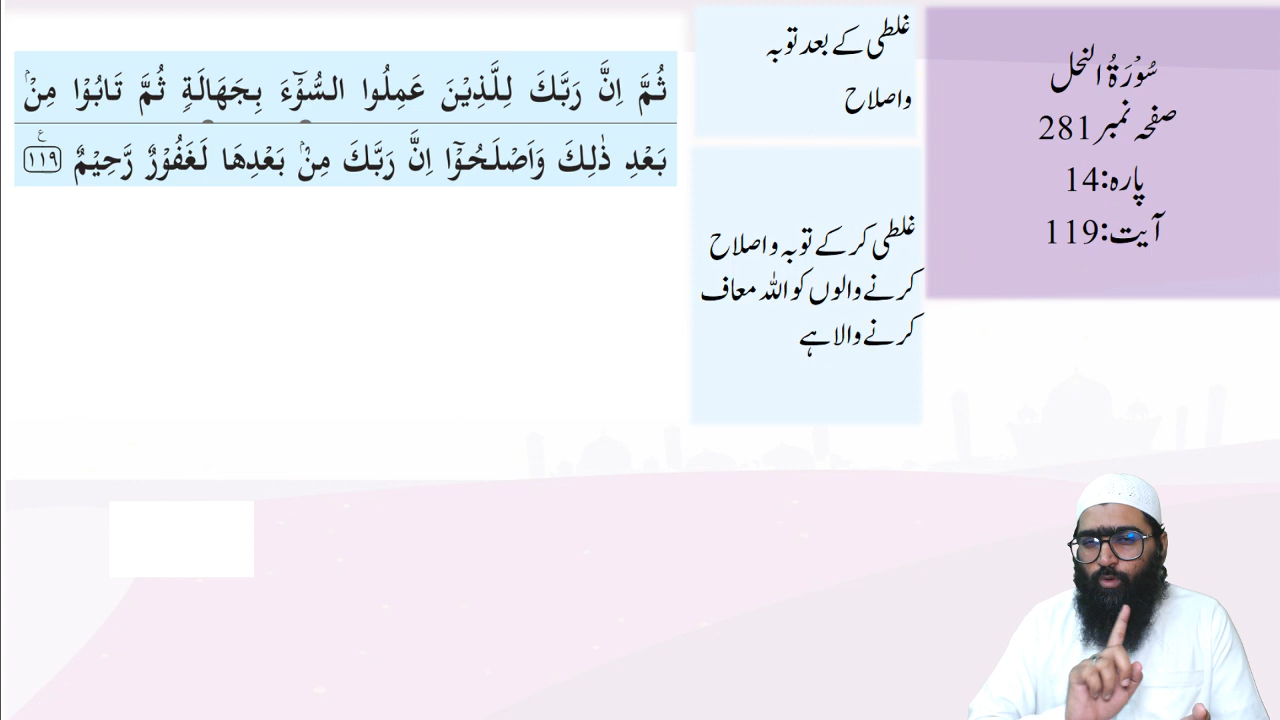 سُوْرَةُ النحل
صفحہ نمبر 281
پارہ:14
آیت:119
غلطی کے بعد توبہ
واصلاح
غلطی کر کے توبہ واصلاح
کرنے والوں کو اللہ معاف
کرنے والا ہے
ثُمَّ اِنَّ رَبَّكَ لِلَّذِيْنَ عَمِلُوا السُّوْٓءَ بِجَهَالَةٍ ثُمَّ تَابُوْا مِنْۢ
بَعْدِ ذٰلِكَ وَاَصْلَحُوْٓا اِنَّ رَبَّكَ مِنْۢ بَعْدِهَا لَغَفُوْرٌ رَّحِيْمٌ ۧ ١١٩